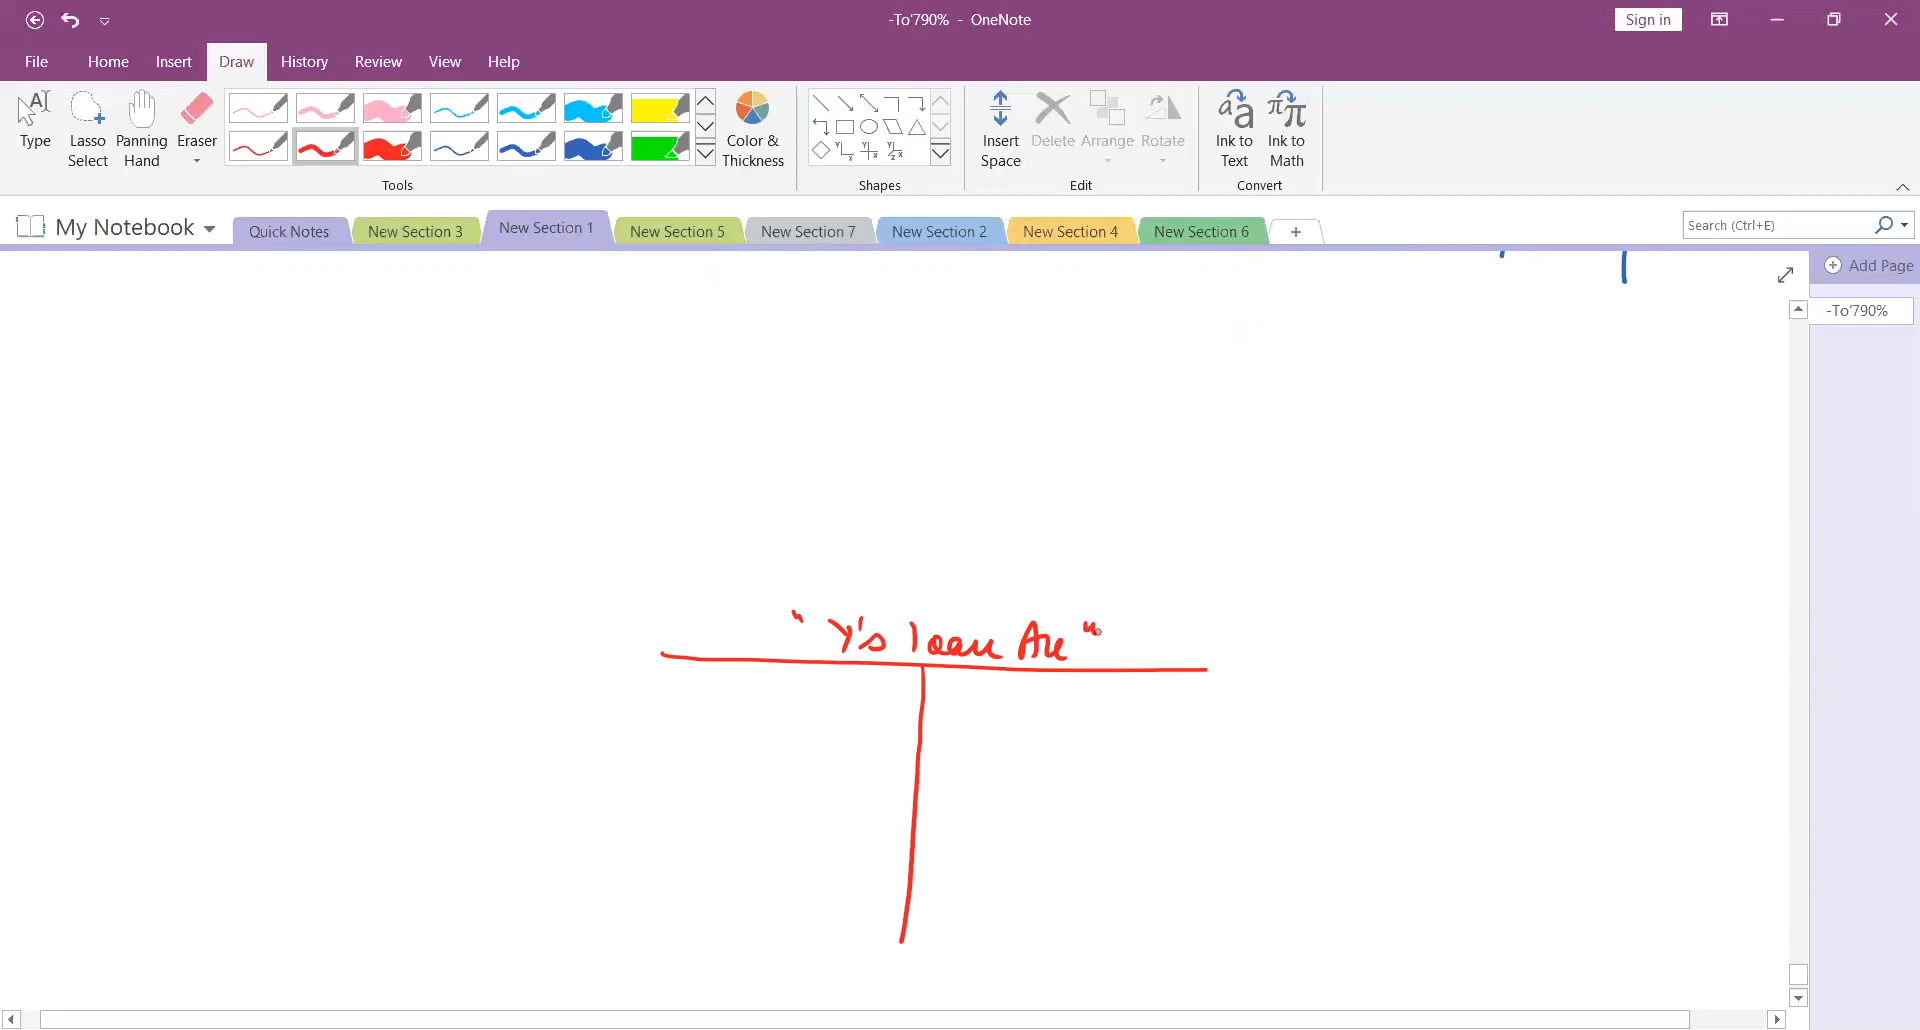 -To'790% - OneNote
Sign in
File Home Insert Draw History Review View Help
Type
Lasso Select
Panning Hand
Eraser
Color & Thickness
Insert Space
Delete
Arrange
Rotate
Ink to Text
Ink to Math
Tools
Shapes
Edit
Convert
My Notebook
Quick Notes
New Section 3
New Section 1
New Section 5
New Section 7
New Section 2
New Section 4
New Section 6
Search (Ctrl+E)
Add Page
-To'790%
" Y's loan